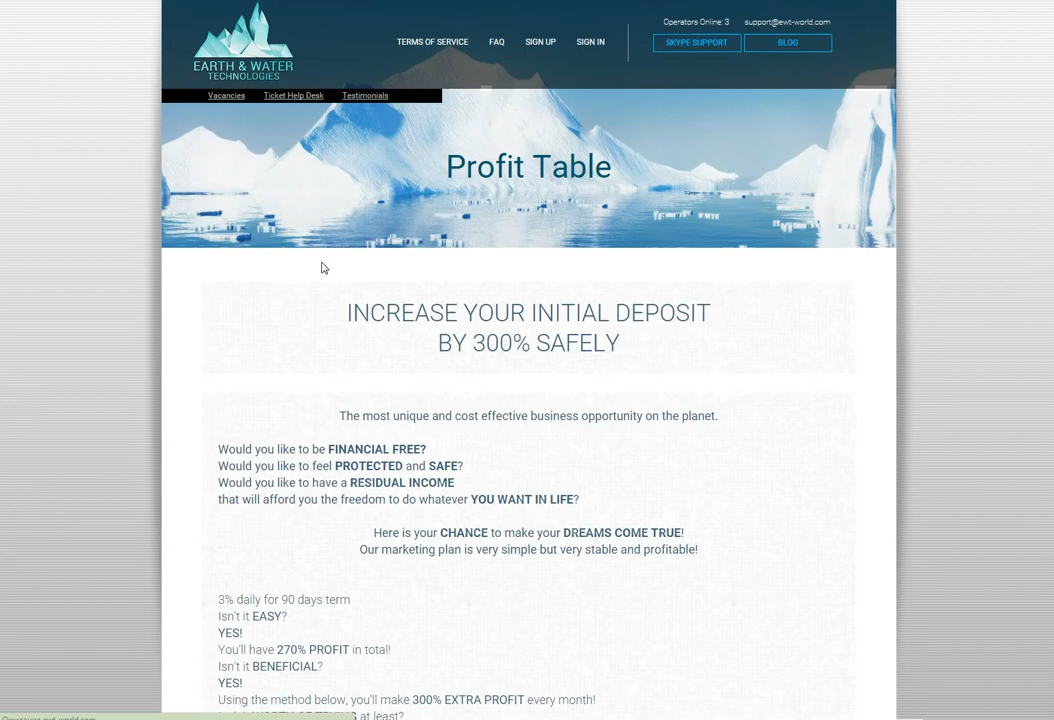 Operators Online: 3 support@ewt-world.com
TERMS OF SERVICE FAQ SIGN UP SIGN IN
SKYPE SUPPORT BLOG
EARTH & WATER
TECHNOLOGIES
Vacancies Ticket Help Desk Testimonials
Profit Table
INCREASE YOUR INITIAL DEPOSIT
BY 300% SAFELY
The most unique and cost effective business opportunity on the planet.
Would you like to be FINANCIAL FREE?
Would you like to feel PROTECTED and SAFE?
Would you like to have a RESIDUAL INCOME
that will afford you the freedom to do whatever YOU WANT IN LIFE?
Here is your CHANCE to make your DREAMS COME TRUE!
Our marketing plan is very simple but very stable and profitable!
3% daily for 90 days term
Isn't it EASY?
YES!
You'll have 270% PROFIT in total!
Isn't it BENEFICIAL?
YES!
Using the method below, you'll make 300% EXTRA PROFIT every month!
at least?